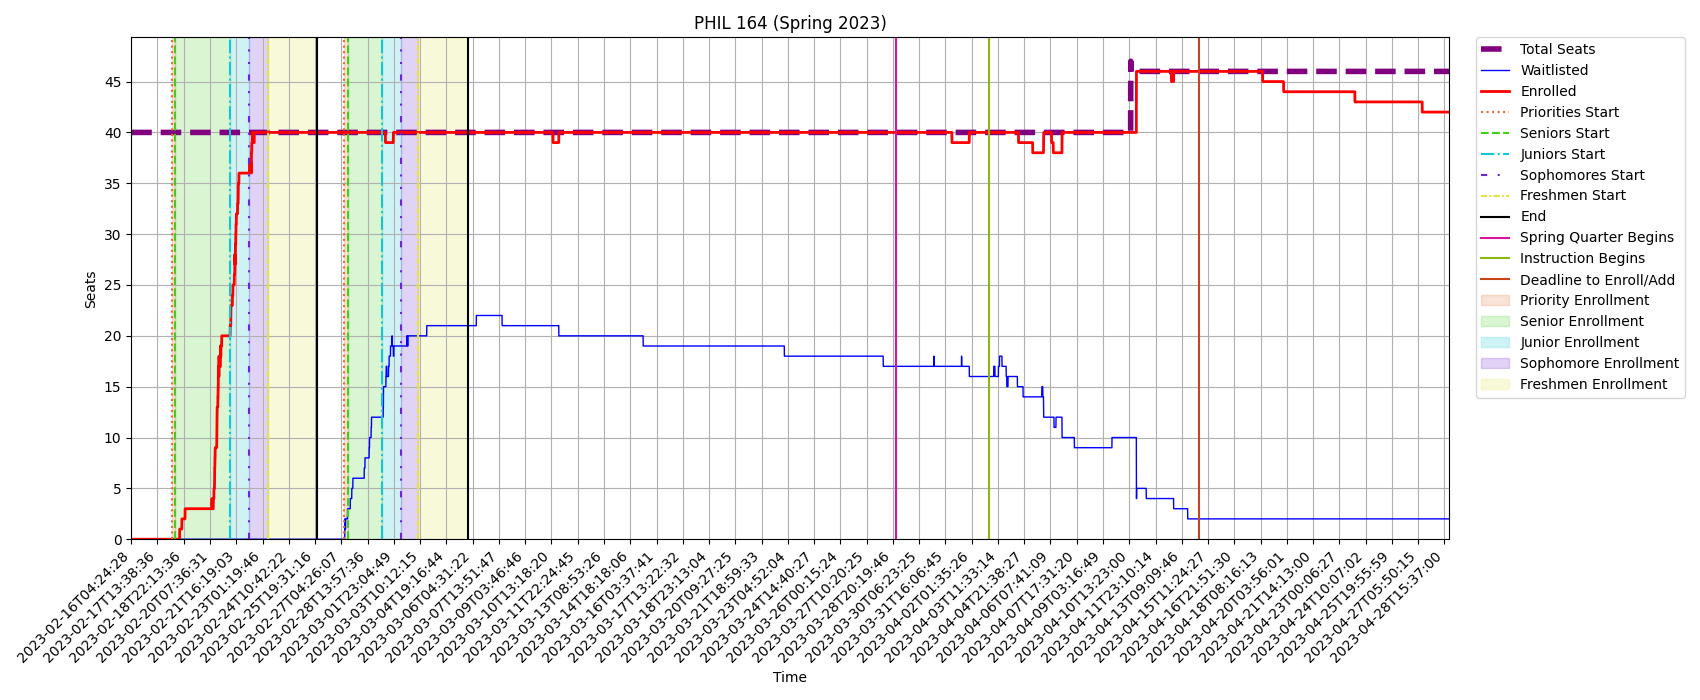 PHIL 164 (Spring 2023)
Seats
45
40
35
30
25
20
15
10
5
0
2023-02-16T04:24:28
2023-02-17T13:38:36
2023-02-18T22:13:36
2023-02-20T07:36:31
2023-02-21T16:19:03
2023-02-23T01:19:46
2023-02-24T10:42:22
2023-02-25T19:31:16
2023-02-27T04:26:07
2023-02-28T13:57:36
2023-03-01T23:04:49
2023-03-03T10:12:15
2023-03-04T19:16:44
2023-03-06T04:31:22
2023-03-07T13:51:47
2023-03-09T03:46:46
2023-03-10T13:18:20
2023-03-11T22:24:45
2023-03-13T08:53:26
2023-03-14T18:18:06
2023-03-16T03:37:41
2023-03-17T13:22:32
2023-03-18T23:13:04
2023-03-20T09:27:25
2023-03-21T18:59:33
2023-03-23T04:52:04
2023-03-24T14:40:27
2023-03-26T00:15:24
2023-03-27T10:20:25
2023-03-28T20:19:46
2023-03-30T06:23:25
2023-03-31T16:06:45
2023-04-02T01:35:26
2023-04-03T11:33:14
2023-04-04T21:38:27
2023-04-06T07:41:09
2023-04-07T17:31:20
2023-04-09T03:16:49
2023-04-10T13:23:00
2023-04-11T23:10:14
2023-04-13T09:09:46
2023-04-15T11:24:27
2023-04-16T21:51:30
2023-04-18T08:16:13
2023-04-20T03:56:01
2023-04-21T14:13:00
2023-04-23T00:06:27
2023-04-24T10:07:02
2023-04-25T19:55:59
2023-04-27T05:50:15
2023-04-28T15:37:00
Time
Total Seats
Waitlisted
Enrolled
Priorities Start
Seniors Start
Juniors Start
Sophomores Start
Freshmen Start
End
Spring Quarter Begins
Instruction Begins
Deadline to Enroll/Add
Priority Enrollment
Senior Enrollment
Junior Enrollment
Sophomore Enrollment
Freshmen Enrollment